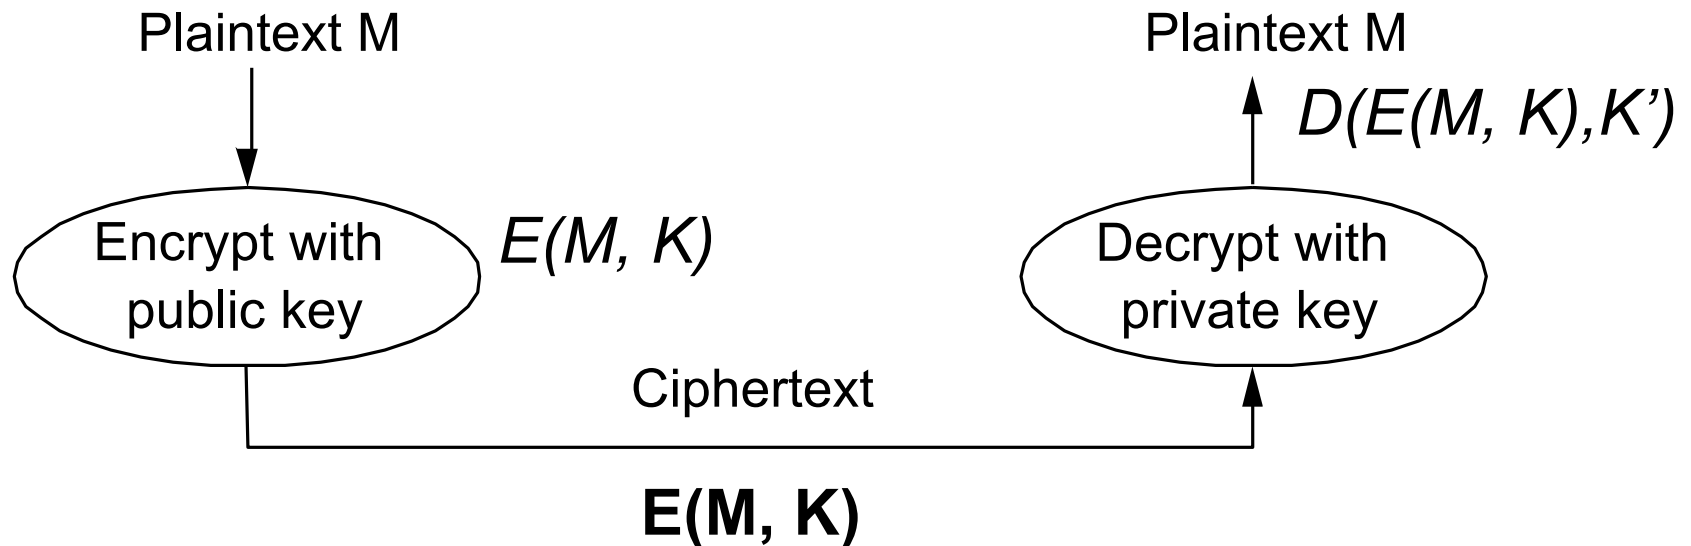 Plaintext M
Plaintext M
D(E(M, K),K’)
Encrypt with
public key
E(M, K)
Decrypt with
private key
Ciphertext
E(M, K)